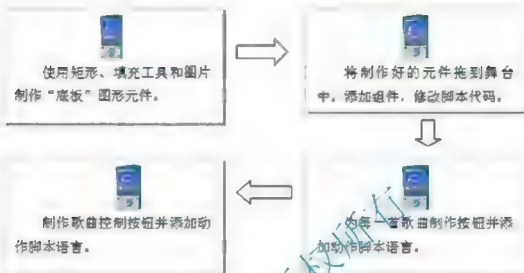 使用矩形、填充工具和图片
制作“底板”图形元件。
将制作好的元件拖到舞台
中，添加组件，修改脚本代码。
为每一首歌曲制作按钮并添
加动作脚本语言。
制作歌曲控制按钮并添加动
作脚本语言。